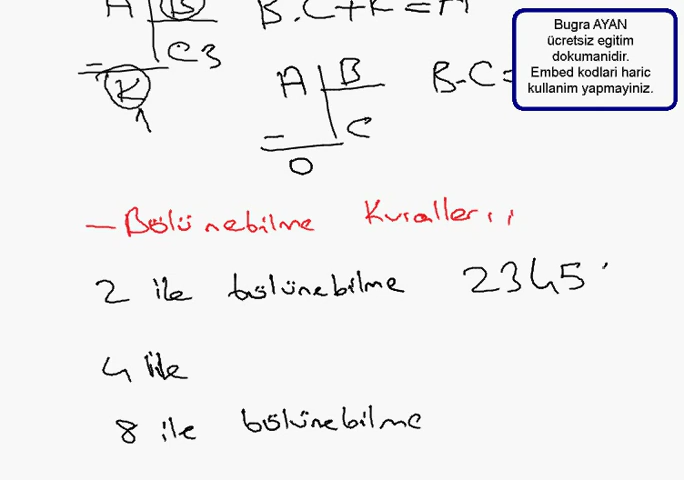 A B B.C+K=A
C3
K
A B B-C=
C
0
Bugra AYAN
ücretsiz egitim
dokumanidir.
Embed kodlari haric
kullanim yapmayiniz.
— Bölünebilme Kuraller,,
2 ile bölünebilme 2345
4 ile
8 ile bölünebilme